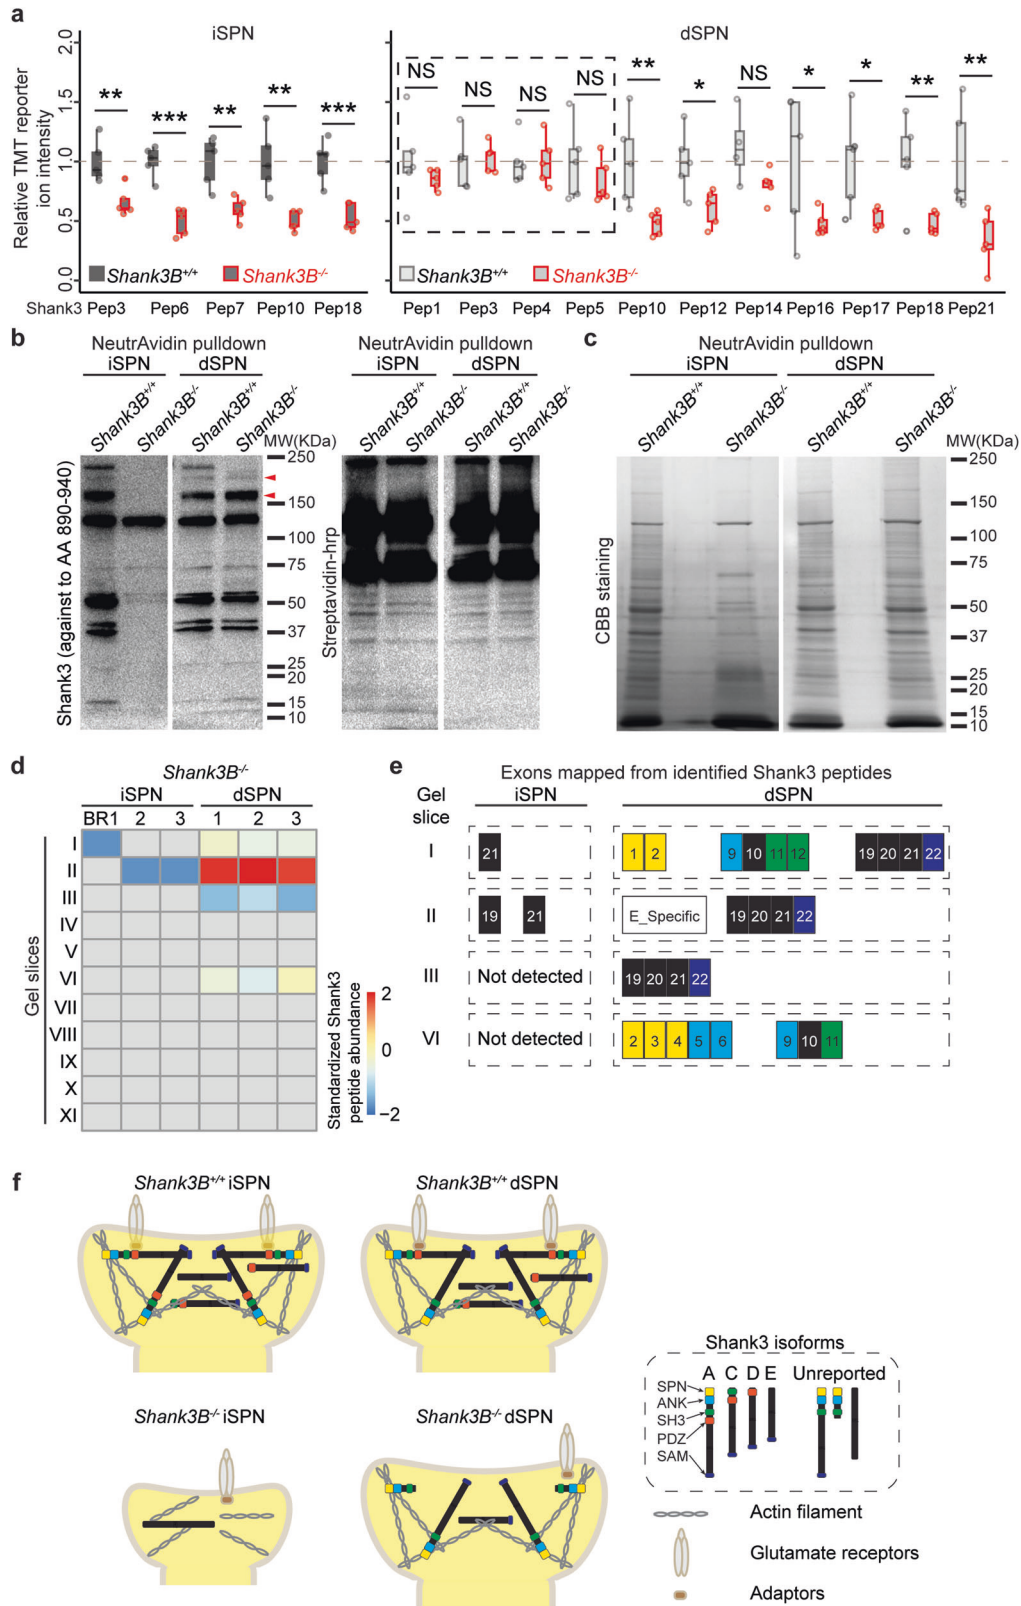 a
iSPN
dSPN
Relative TMT reporter
ion intensity
2.0
1.5
1.0
0.5
0.0
** *** ** ** ***
NS NS NS NS ** * NS * * ** **
Shank3B+/+ Shank3B-/- Shank3B+/+ Shank3B-/-
Shank3 Pep3 Pep6 Pep7 Pep10 Pep18 Pep1 Pep3 Pep4 Pep5 Pep10 Pep12 Pep14 Pep16 Pep17 Pep18 Pep21
b
NeutrAvidin pulldown
iSPN dSPN
Shank3B+/+ Shank3B-/- Shank3B+/+ Shank3B-/-
MW(KDa)
250
150
100
75
50
37
25
20
15
10
Shank3 (against to AA 890-940)
NeutrAvidin pulldown
iSPN dSPN
Shank3B+/+ Shank3B-/- Shank3B+/+ Shank3B-/-
Streptavidin-hrp
c
NeutrAvidin pulldown
iSPN dSPN
Shank3B+/+ Shank3B-/- Shank3B+/+ Shank3B-/-
MW(KDa)
250
150
100
75
50
37
25
20
15
10
CBB staining
d
Shank3B-/-
iSPN dSPN
BR1 2 3 1 2 3
Gel slices
I
II
III
IV
V
VI
VII
VIII
IX
X
XI
Standardized Shank3
peptide abundance
2
0
−2
e
Exons mapped from identified Shank3 peptides
Gel
slice
iSPN dSPN
I 21 1 2 9 10 11 12 19 20 21 22
II 19 21 E_Specific 19 20 21 22
III Not detected 19 20 21 22
VI Not detected 2 3 4 5 6 9 10 11
f
Shank3B+/+ iSPN Shank3B+/+ dSPN
Shank3B-/- iSPN Shank3B-/- dSPN
Shank3 isoforms
A C D E Unreported
SPN
ANK
SH3
PDZ
SAM
Actin filament
Glutamate receptors
Adaptors